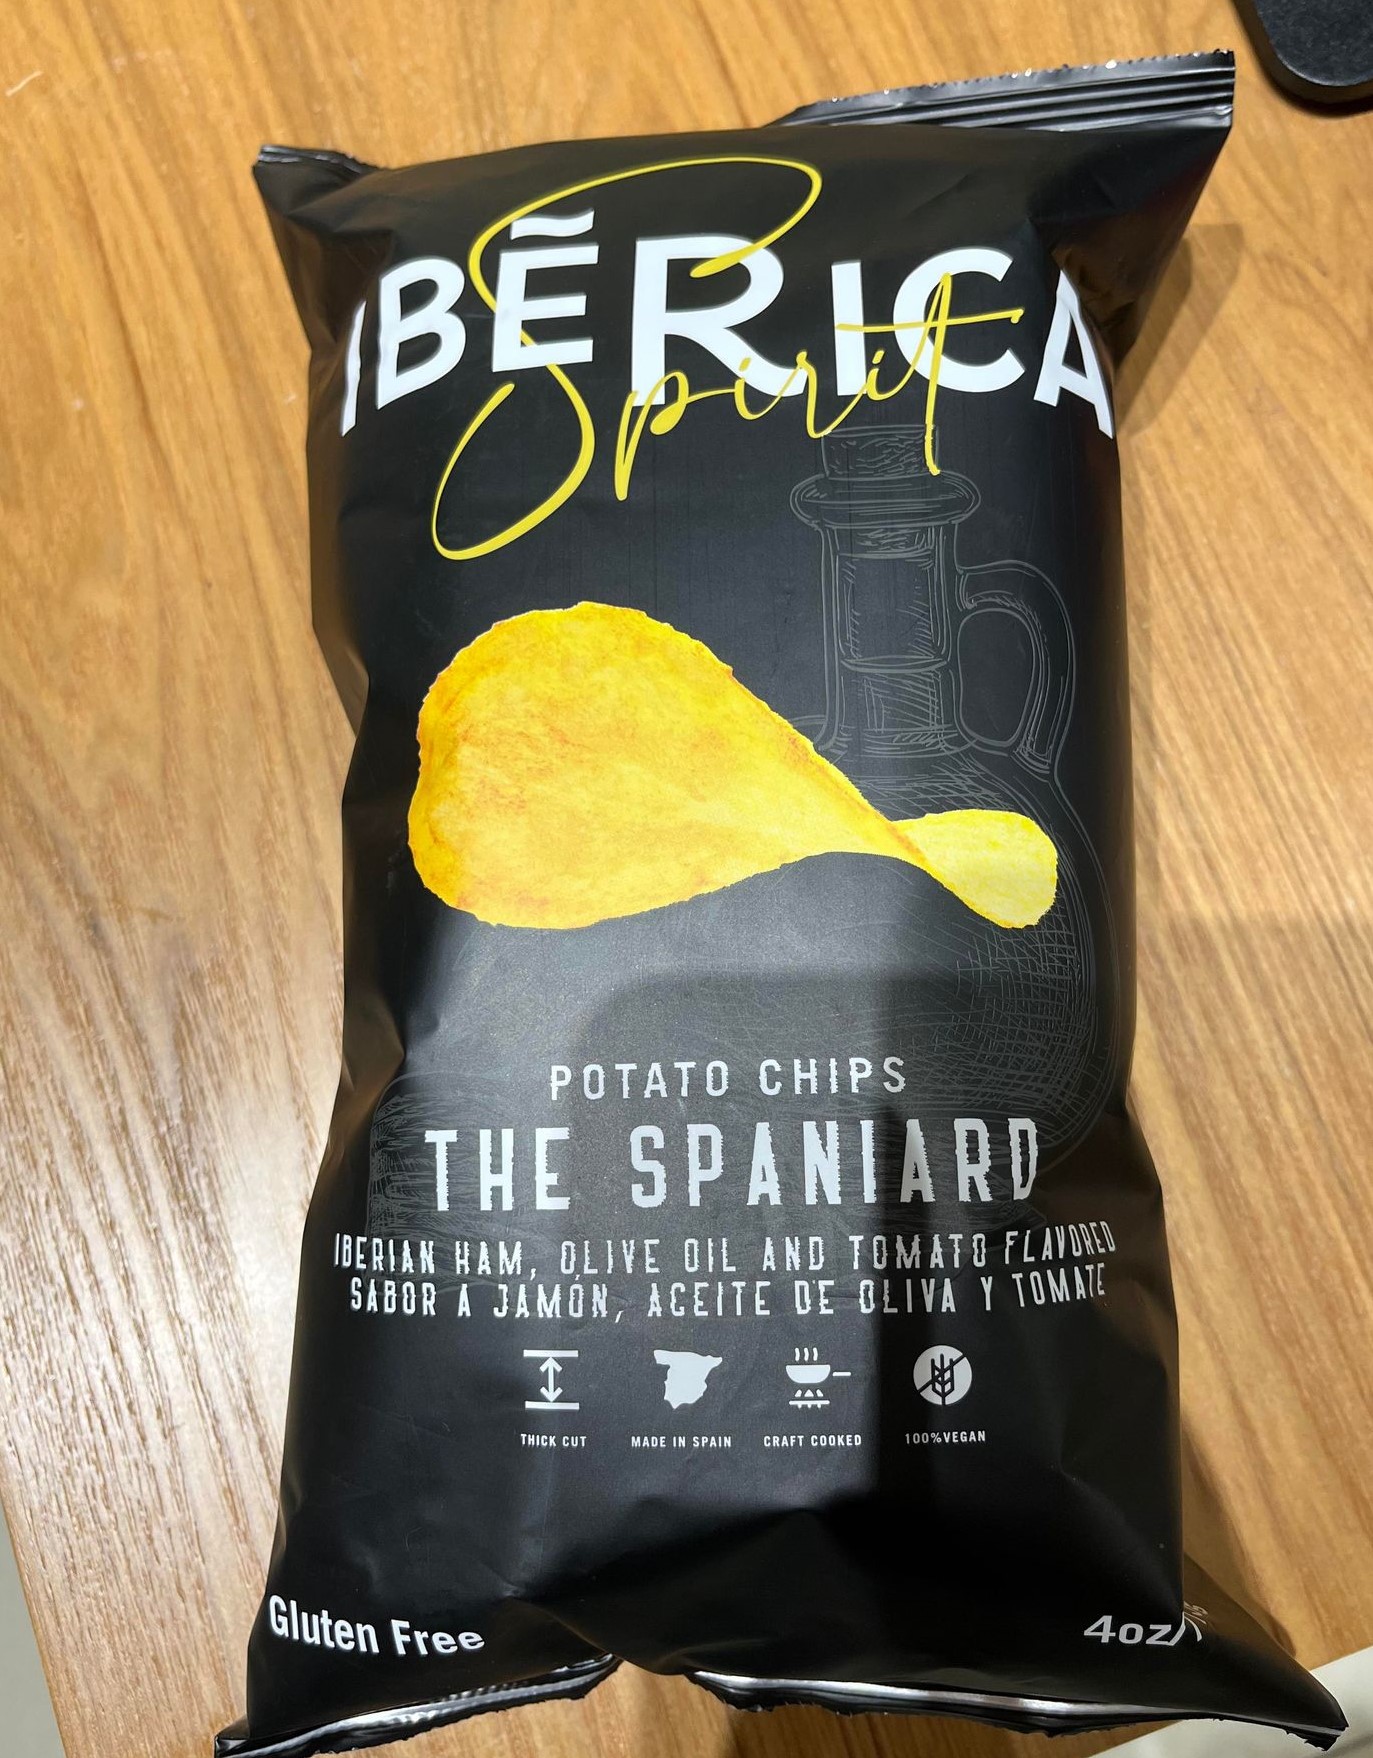 IBĒRICA
Spirit
POTATO CHIPS
THE SPANIARD
IBERIAN HAM, OLIVE OIL AND TOMATO FLAVORED
SABOR A JAMÓN, ACEITE DE OLIVA Y TOMATE
THICK CUT
MADE IN SPAIN
CRAFT COOKED
100%VEGAN
Gluten Free
4oz/